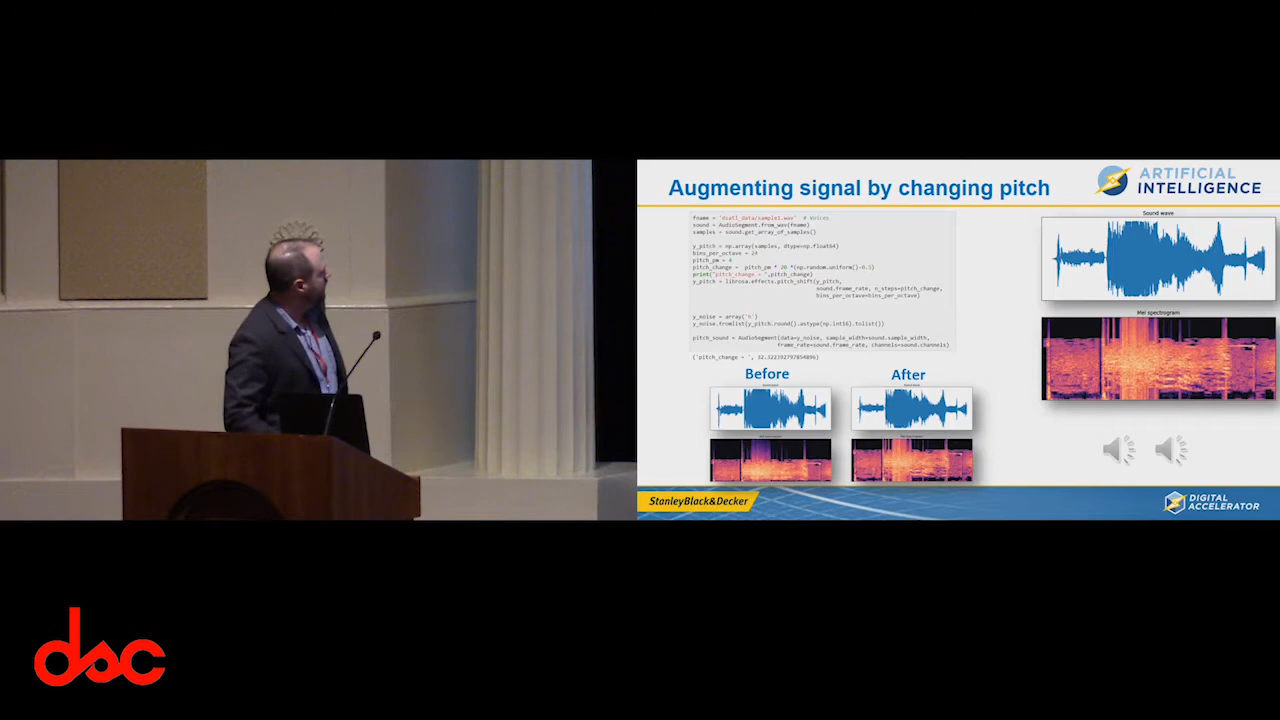 Augmenting signal by changing pitch
ARTIFICIAL
INTELLIGENCE
fname = 'dsatl_data/sample1.wav' # Voices
sound = AudioSegment.from_wav(fname)
samples = sound.get_array_of_samples()
y_pitch = np.array(samples, dtype=np.float64)
bins_per_octave = 24
pitch_pm = 4
pitch_change = pitch_pm * 20 *(np.random.uniform()-0.5)
print("pitch_change = ",pitch_change)
y_pitch = librosa.effects.pitch_shift(y_pitch,
sound.frame_rate, n_steps=pitch_change,
bins_per_octave=bins_per_octave)
y_noise = array('h')
y_noise.fromlist(y_pitch.round().astype(np.int16).tolist())
pitch_sound = AudioSegment(data=y_noise, sample_width=sound.sample_width,
frame_rate=sound.frame_rate, channels=sound.channels)
('pitch_change = ', 32.322392797854896)
Before
After
Sound wave
Mel spectrogram
StanleyBlack&Decker
DIGITAL
ACCELERATOR
dsc